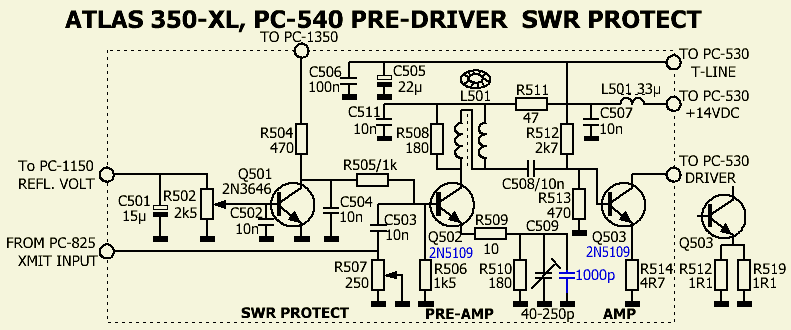 ATLAS 350-XL, PC-540 PRE-DRIVER SWR PROTECT
TO PC-1350
TO PC-530
T-LINE
C506
100n
C505
22µ
L501
R511
47
L501 33µ
TO PC-530
+14VDC
C511
10n
R504
470
R508
180
R512
2k7
C507
10n
To PC-1150
REFL. VOLT
Q501
2N3646
R505/1k
C508/10n
TO PC-530
DRIVER
C501
15µ
R502
2k5
C502
10n
C504
10n
C503
10n
R513
470
FROM PC-825
XMIT INPUT
Q502
2N5109
R509
10
C509
Q503
2N5109
Q503
R507
250
R506
1k5
R510
180
1000p
R514
4R7
R512
1R1
R519
1R1
SWR PROTECT
PRE-AMP
40-250p
AMP